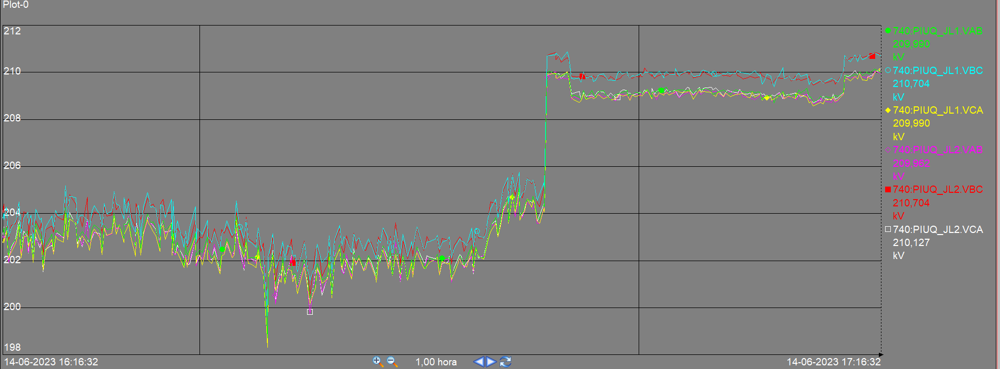 Plot-0
212
210
208
206
204
202
200
198
740:PIUQ_JL1.VAB
209,990
kV
740:PIUQ_JL1.VBC
210,704
kV
740:PIUQ_JL1.VCA
209,990
kV
740:PIUQ_JL2.VAB
209,962
kV
740:PIUQ_JL2.VBC
210,704
kV
740:PIUQ_JL2.VCA
210,127
kV
14-06-2023 16:16:32
1,00 hora
14-06-2023 17:16:32